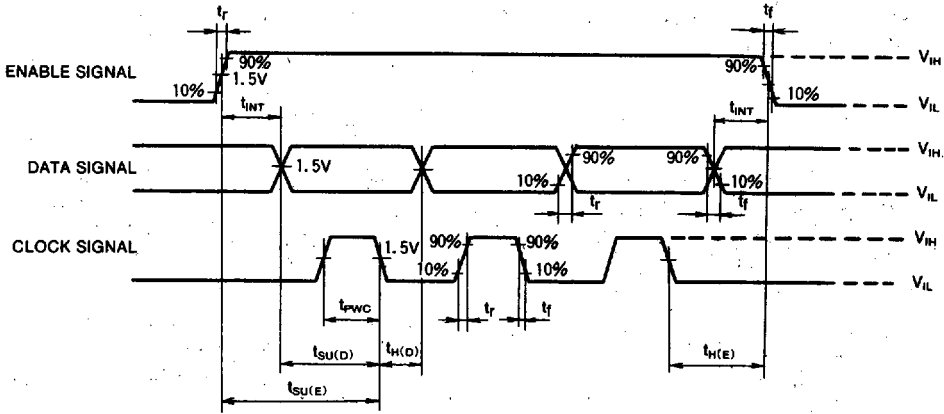 tr
tf
ENABLE SIGNAL
90%
1.5V
10%
90%
10%
VIH
VIL
tINT
tINT
DATA SIGNAL
1.5V
90%
10%
90%
10%
VIH
VIL
tr
tf
CLOCK SIGNAL
1.5V
90%
10%
90%
10%
VIH
VIL
tPWC
tr
tf
tSU(D)
tH(D)
tH(E)
tSU(E)